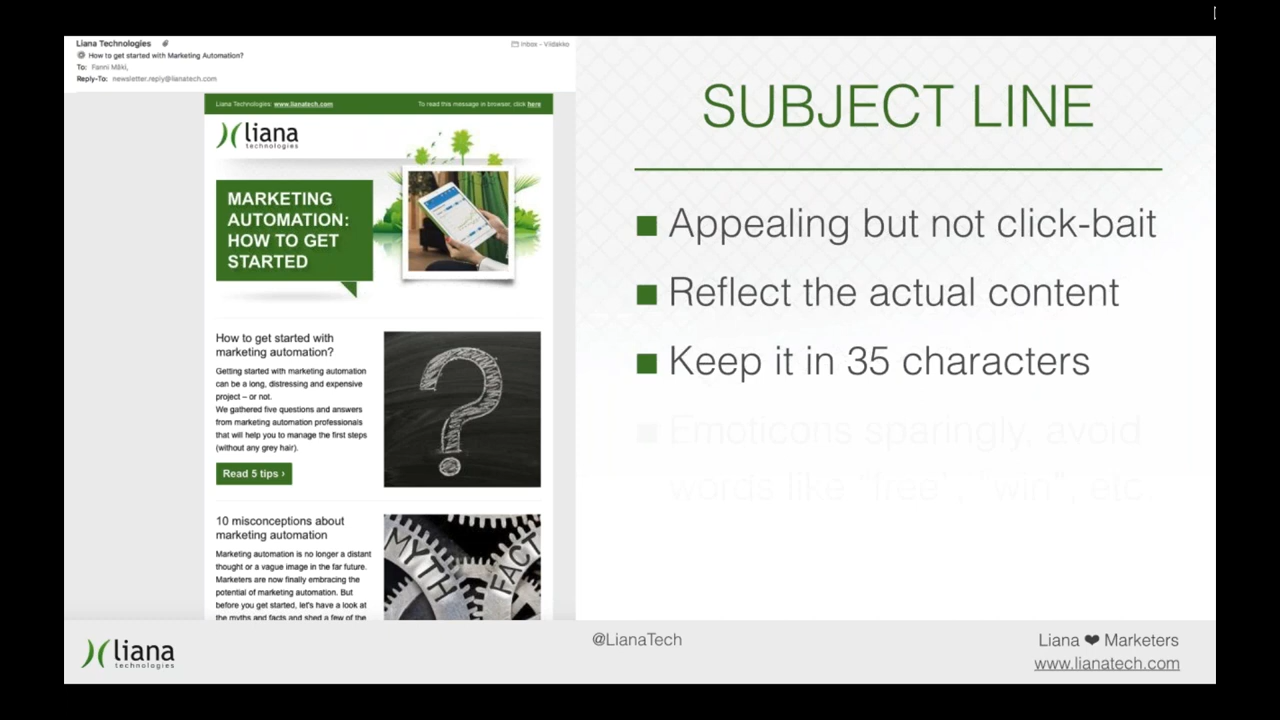 Liana Technologies
How to get started with Marketing Automation?
To: Fanni Mäki,
Reply-To: newsletter.reply@lianatech.com
Inbox - Viidakko
Liana Technologies: www.lianatech.com
To read this message in browser, click here
liana
technologies
MARKETING
AUTOMATION:
HOW TO GET
STARTED
How to get started with
marketing automation?
Getting started with marketing automation
can be a long, distressing and expensive
project – or not.
We gathered five questions and answers
from marketing automation professionals
that will help you to manage the first steps
(without any grey hair).
Read 5 tips ›
10 misconceptions about
marketing automation
Marketing automation is no longer a distant
thought or a vague image in the far future.
Marketers are now finally embracing the
potential of marketing automation. But
before you get started, let's have a look at
the myths and facts and shed a few of the
MYTH
FACT
SUBJECT LINE
■ Appealing but not click-bait
■ Reflect the actual content
■ Keep it in 35 characters
■ Emoticons sparingly, avoid
words like "free", "win", etc
liana
technologies
@LianaTech
Liana ❤ Marketers
www.lianatech.com